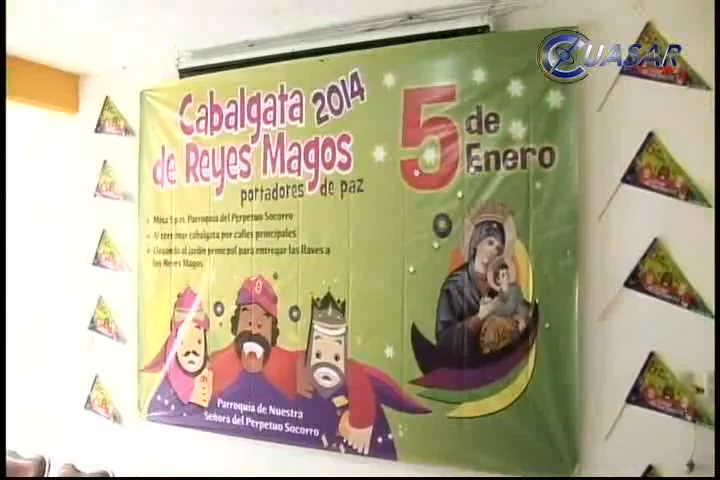 CUASAR
Cabalgata 2014
de Reyes Magos
portadores de paz
5 de
Enero
Misa 5 p.m. Parroquia del Perpetuo Socorro
Al terminar cabalgata por calles principales
Llegando al jardín principal para entregar las llaves a
los Reyes Magos
Parroquia de Nuestra
Señora del Perpetuo Socorro